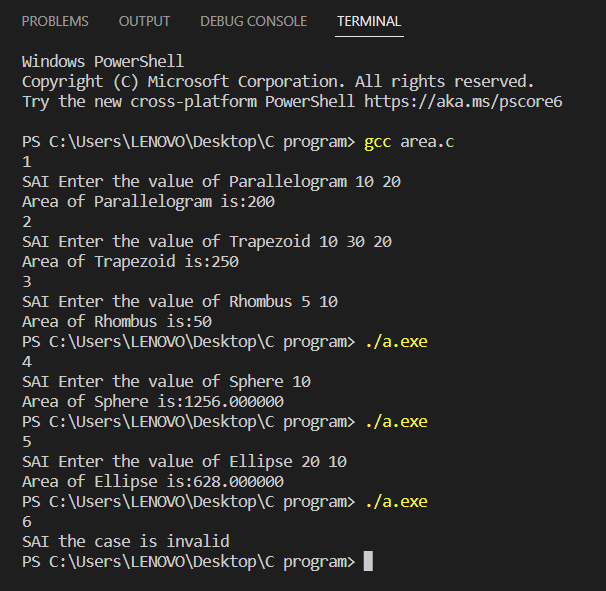 PROBLEMS OUTPUT DEBUG CONSOLE TERMINAL
Windows PowerShell
Copyright (C) Microsoft Corporation. All rights reserved.
Try the new cross-platform PowerShell https://aka.ms/pscore6
PS C:\Users\LENOVO\Desktop\C program> gcc area.c
1
SAI Enter the value of Parallelogram 10 20
Area of Parallelogram is:200
2
SAI Enter the value of Trapezoid 10 30 20
Area of Trapezoid is:250
3
SAI Enter the value of Rhombus 5 10
Area of Rhombus is:50
PS C:\Users\LENOVO\Desktop\C program> ./a.exe
4
SAI Enter the value of Sphere 10
Area of Sphere is:1256.000000
PS C:\Users\LENOVO\Desktop\C program> ./a.exe
5
SAI Enter the value of Ellipse 20 10
Area of Ellipse is:628.000000
PS C:\Users\LENOVO\Desktop\C program> ./a.exe
6
SAI the case is invalid
PS C:\Users\LENOVO\Desktop\C program>